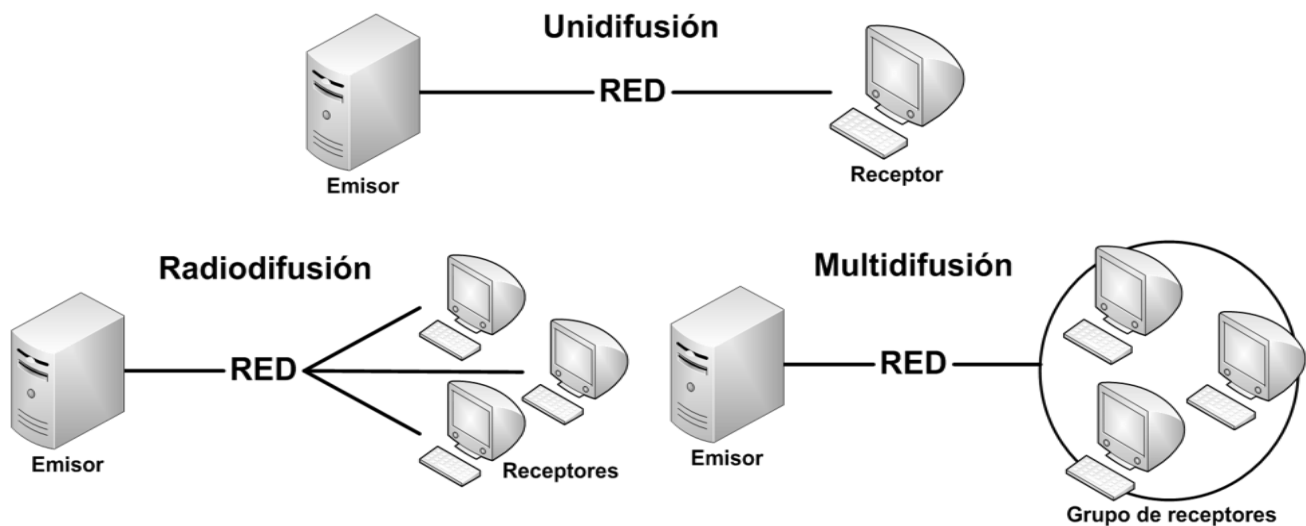 Unidifusión
RED
Emisor
Receptor
Radiodifusión
RED
Emisor
Receptores
Multidifusión
RED
Emisor
Grupo de receptores